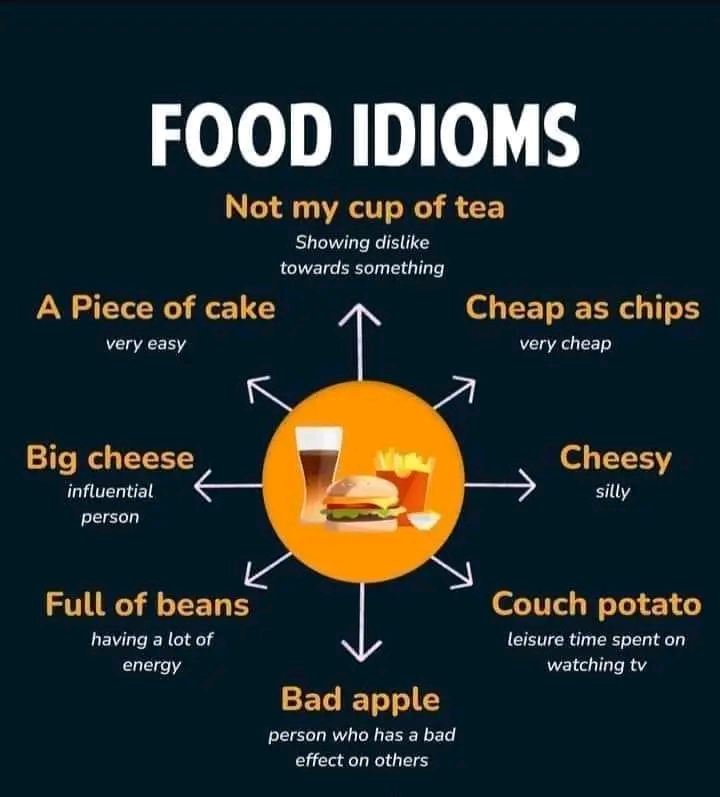 FOOD IDIOMS
Not my cup of tea
Showing dislike
towards something
A Piece of cake
very easy
Cheap as chips
very cheap
Big cheese
influential
person
Cheesy
silly
Full of beans
having a lot of
energy
Couch potato
leisure time spent on
watching tv
Bad apple
person who has a bad
effect on others